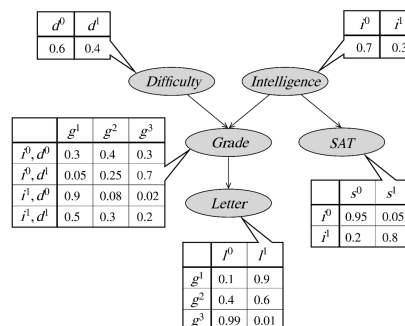 d⁰ d¹
0.6 0.4
i⁰ i¹
0.7 0.3
Difficulty
Intelligence
g¹ g² g³
i⁰, d⁰ 0.3 0.4 0.3
i⁰, d¹ 0.05 0.25 0.7
i¹, d⁰ 0.9 0.08 0.02
i¹, d¹ 0.5 0.3 0.2
Grade
SAT
s⁰ s¹
i⁰ 0.95 0.05
i¹ 0.2 0.8
Letter
l⁰ l¹
g¹ 0.1 0.9
g² 0.4 0.6
g³ 0.99 0.01